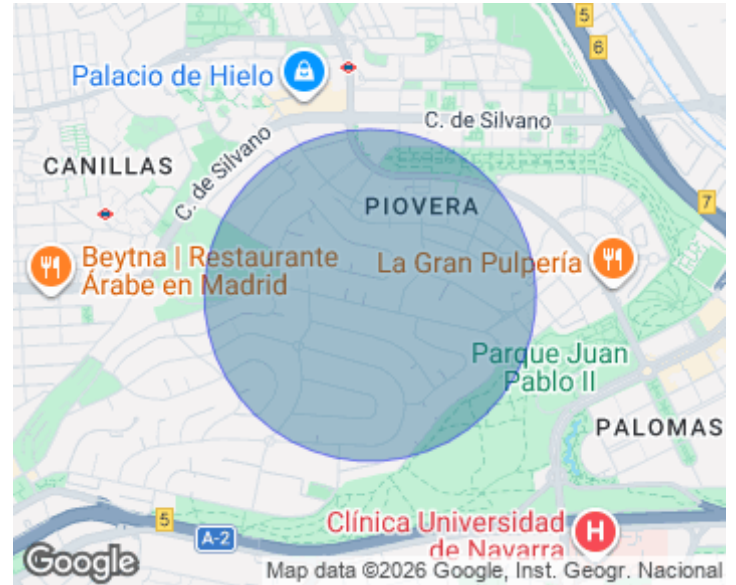 5
6
Palacio de Hielo
C. de Silvano
CANILLAS
C. de Silvano
PIOVERA
7
Beytna | Restaurante
Árabe en Madrid
La Gran Pulpería
Parque Juan
Pablo II
PALOMAS
5
A-2
Clínica Universidad
de Navarra
H
Google
Map data ©2026 Google, Inst. Geogr. Nacional